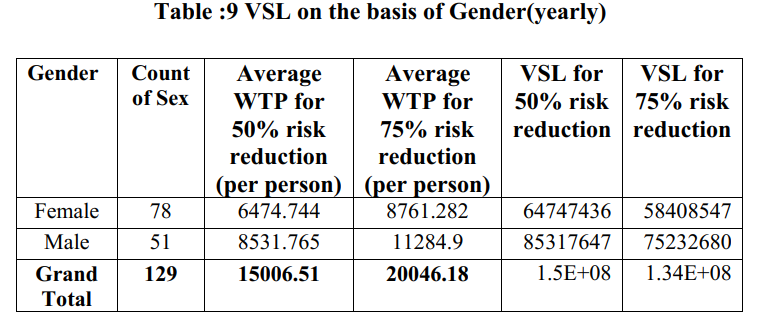 Table :9 VSL on the basis of Gender(yearly)
Gender Count of Sex Average WTP for 50% risk reduction (per person) Average WTP for 75% risk reduction (per person) VSL for 50% risk reduction VSL for 75% risk reduction
Female 78 6474.744 8761.282 64747436 58408547
Male 51 8531.765 11284.9 85317647 75232680
Grand Total 129 15006.51 20046.18 1.5E+08 1.34E+08